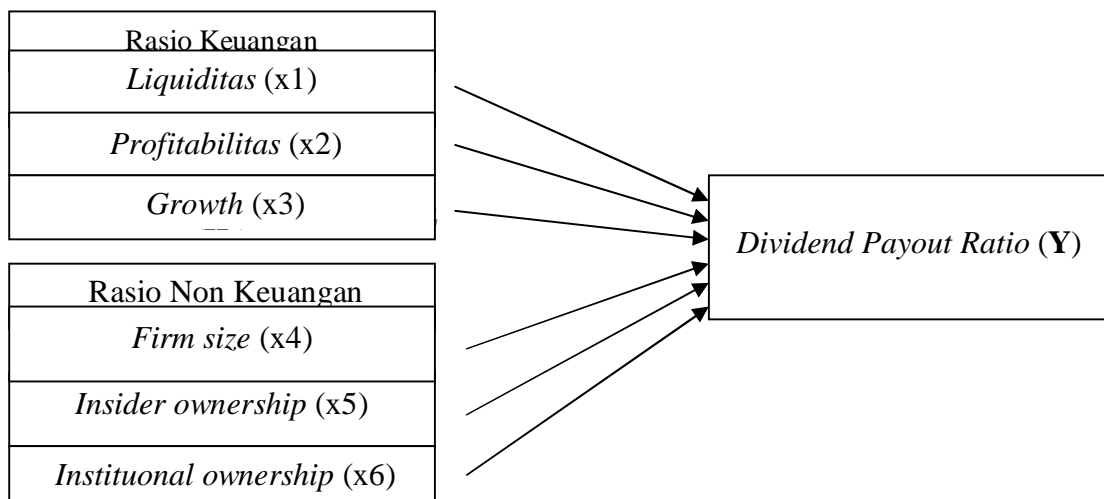 Rasio Keuangan
Liquiditas (x1)
Profitabilitas (x2)
Growth (x3)
Rasio Non Keuangan
Firm size (x4)
Insider ownership (x5)
Instituonal ownership (x6)
Dividend Payout Ratio (Y)